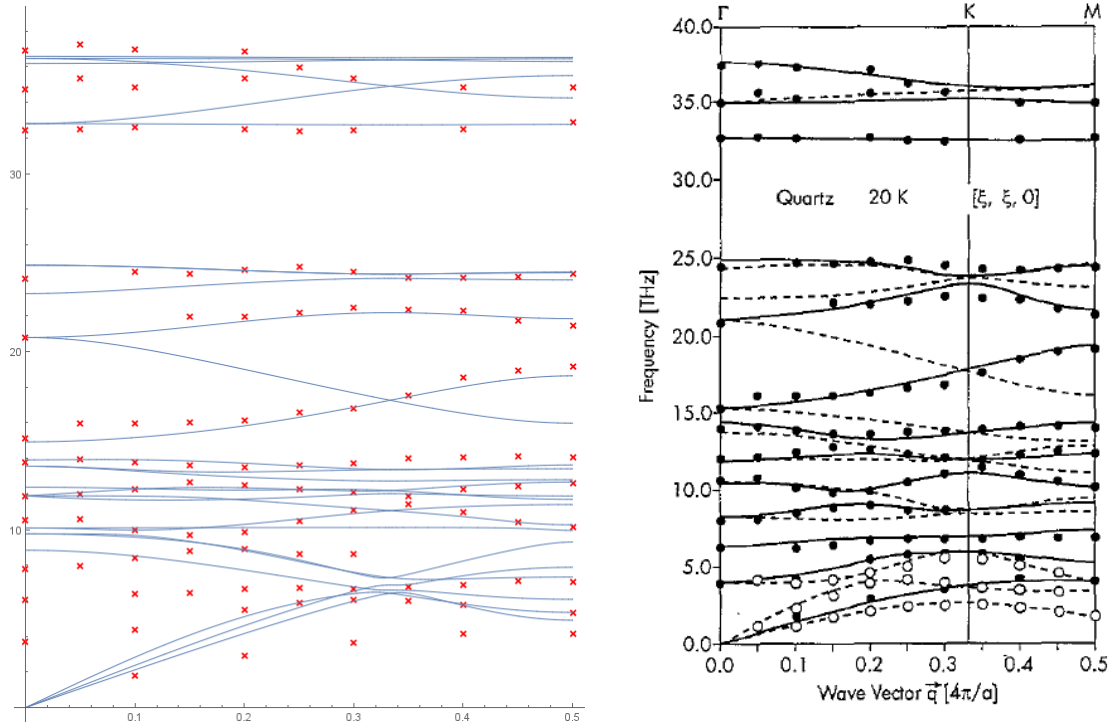 30
20
10
0.1 0.2 0.3 0.4 0.5
Γ K M
40.0
35.0
30.0
Quartz 20 K [ξ, ξ, 0]
25.0
20.0
15.0
10.0
5.0
0.0
Frequency [THz]
0.0 0.1 0.2 0.3 0.4 0.5
Wave Vector q⃗ [4π/a]